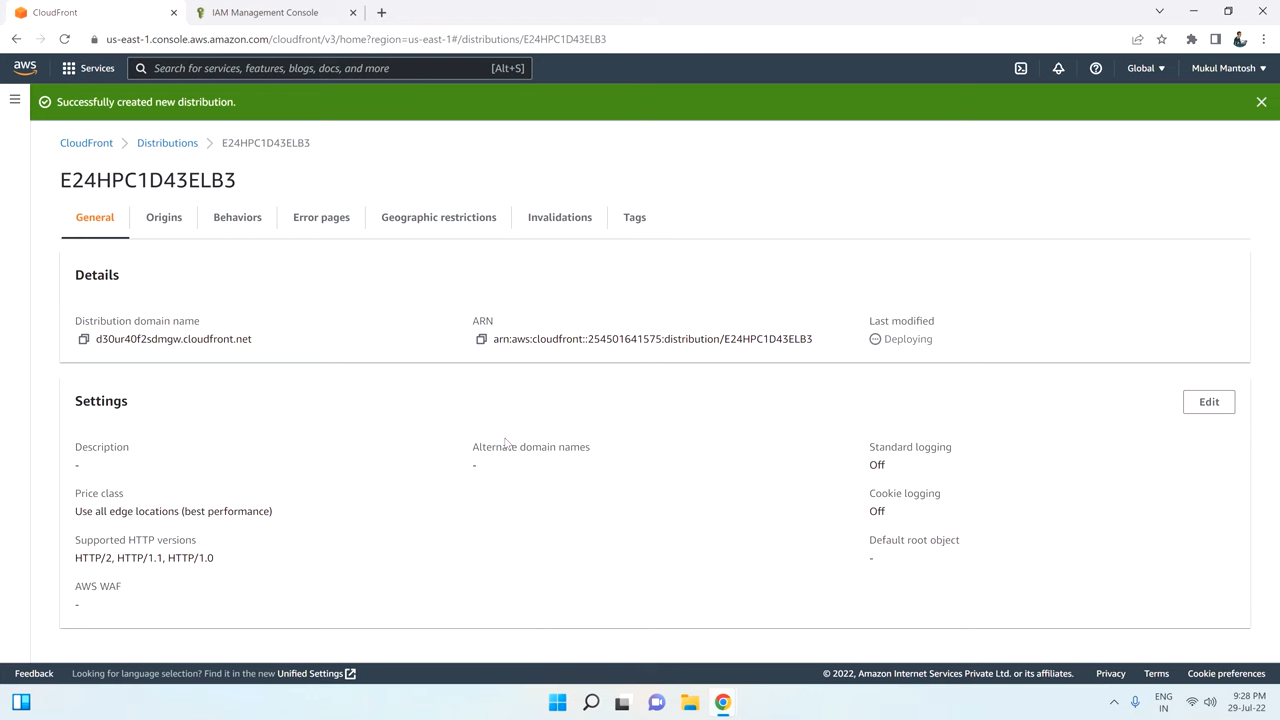 CloudFront
IAM Management Console
us-east-1.console.aws.amazon.com/cloudfront/v3/home?region=us-east-1#/distributions/E24HPC1D43ELB3
aws
Services
Search for services, features, blogs, docs, and more
[Alt+S]
Global
Mukul Mantosh
Successfully created new distribution.
CloudFront
Distributions
E24HPC1D43ELB3
E24HPC1D43ELB3
General
Origins
Behaviors
Error pages
Geographic restrictions
Invalidations
Tags
Details
Distribution domain name
d30ur40f2sdmgw.cloudfront.net
ARN
arn:aws:cloudfront::254501641575:distribution/E24HPC1D43ELB3
Last modified
Deploying
Settings
Edit
Description
-
Price class
Use all edge locations (best performance)
Supported HTTP versions
HTTP/2, HTTP/1.1, HTTP/1.0
AWS WAF
-
Alternate domain names
-
Standard logging
Off
Cookie logging
Off
Default root object
-
Feedback
Looking for language selection? Find it in the new Unified Settings
© 2022, Amazon Internet Services Private Ltd. or its affiliates.
Privacy
Terms
Cookie preferences
ENG
IN
9:28 PM
29-Jul-22